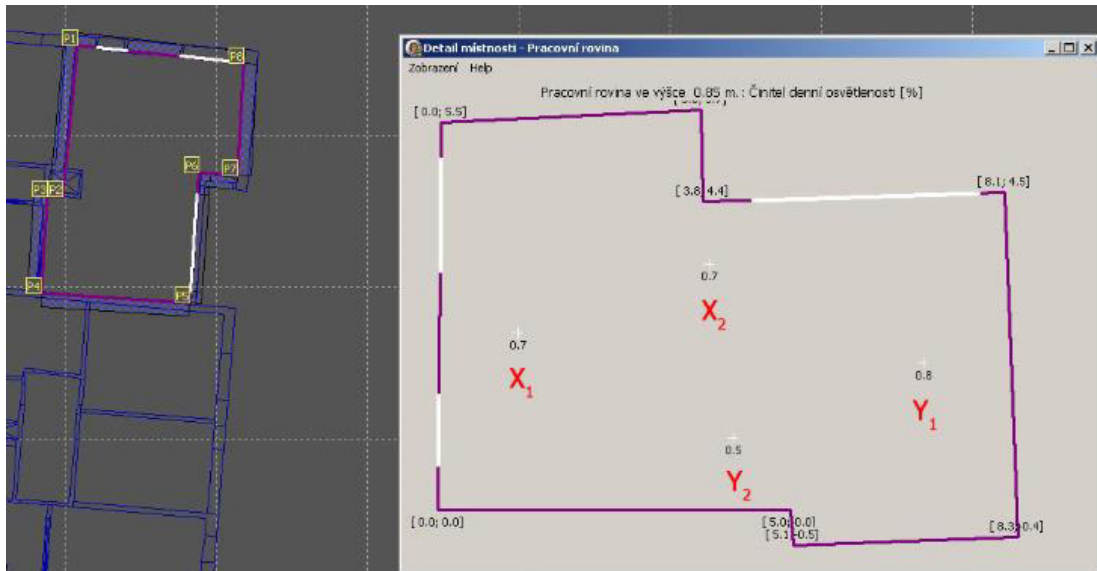 P1
P8
P6
P7
P3 P2
P4
P5
Detail místnosti - Pracovní rovina
Zobrazení Help
Pracovní rovina ve výšce 0.85 m. : Činitel denní osvětlenosti [%]
[ 0.0; 5.5]
[ 3.8; 4.4]
[ 8.1; 4.5]
0.7
X2
0.7
X1
0.8
Y1
0.5
Y2
[ 0.0; 0.0]
[ 5.0; -0.0]
[ 5.1; -0.5]
[ 8.3; -0.4]